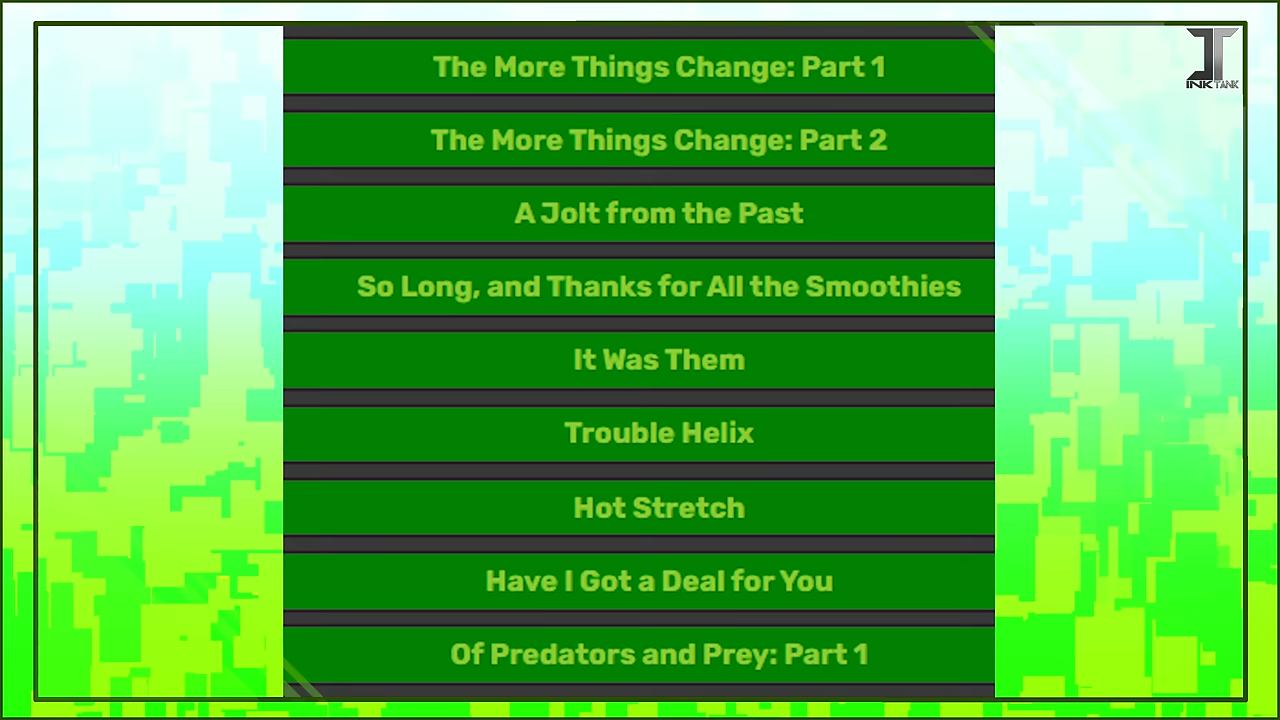 The More Things Change: Part 1
INK TANK
The More Things Change: Part 2
A Jolt from the Past
So Long, and Thanks for All the Smoothies
It Was Them
Trouble Helix
Hot Stretch
Have I Got a Deal for You
Of Predators and Prey: Part 1